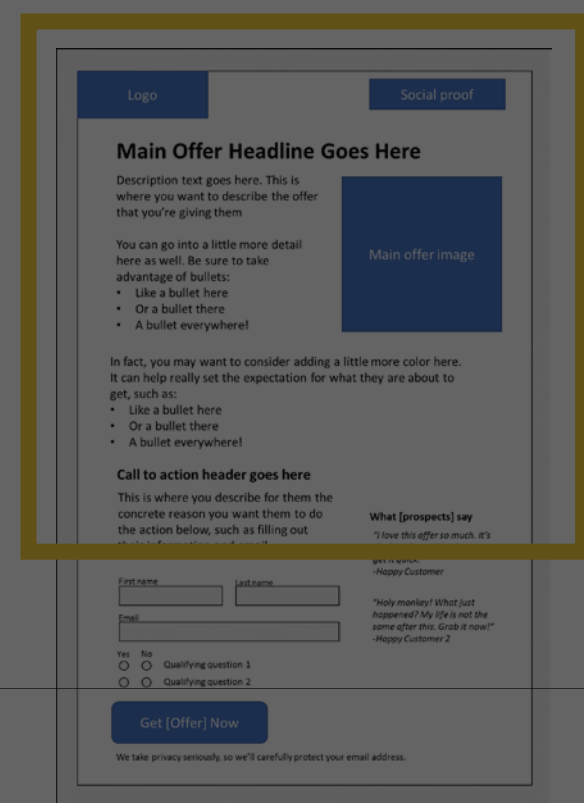 Logo
Social proof
Main Offer Headline Goes Here
Description text goes here. This is
where you want to describe the offer
that you're giving them
You can go into a little more detail
here as well. Be sure to take
advantage of bullets:
• Like a bullet here
• Or a bullet there
• A bullet everywhere!
Main offer image
In fact, you may want to consider adding a little more color here.
It can help really set the expectation for what they are about to
get, such as:
• Like a bullet here
• Or a bullet there
• A bullet everywhere!
Call to action header goes here
This is where you describe for them the
concrete reason you want them to do
the action below, such as filling out
First name
Last name
Email
Yes No
Qualifying question 1
Qualifying question 2
Get [Offer] Now
We take privacy seriously, so we'll carefully protect your email address.
What [prospects] say
"I love this offer so much. It's
get it quick.
-Happy Customer
"Holy monkey! What just
happened? My life is not the
same after this. Grab it now!"
-Happy Customer 2